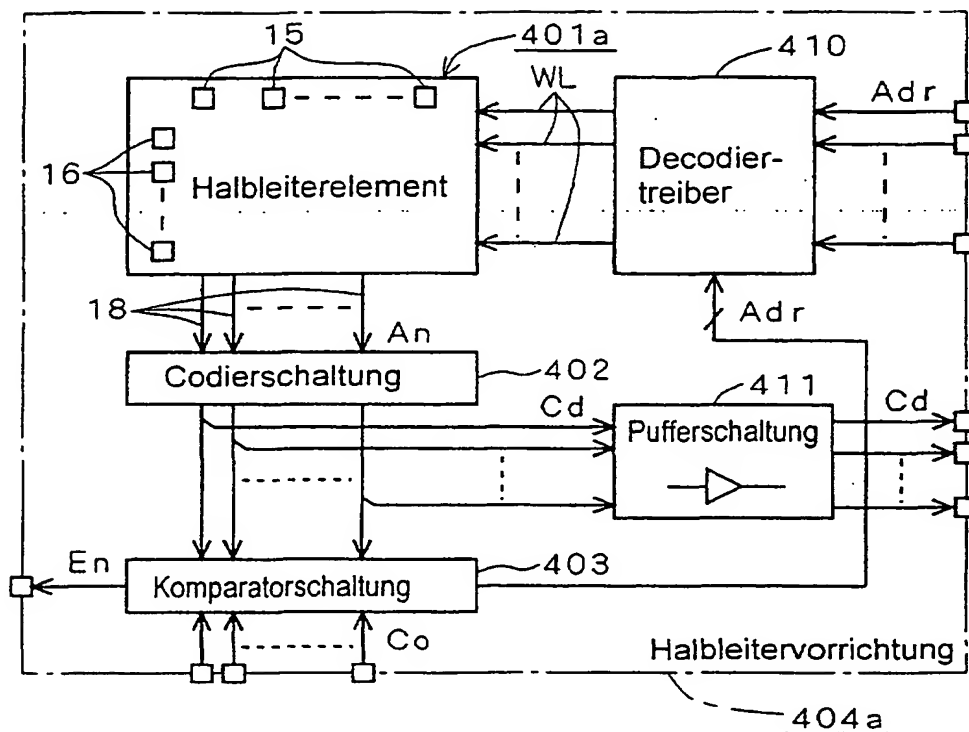 15
401a
410
WL
Adr
16
Halbleiterelement
Decodier-
treiber
18
An
Adr
Codierschaltung
402
411
Cd
Pufferschaltung
Cd
En
403
Komparatorschaltung
Co
Halbleitervorrichtung
404a